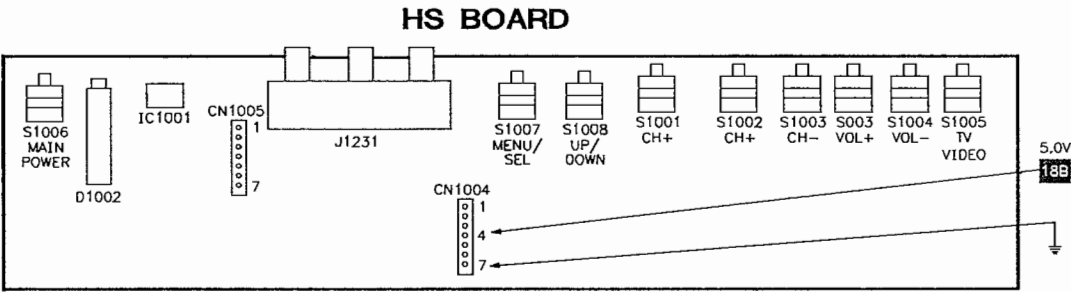 HS BOARD
S1006
MAIN
POWER
D1002
IC1001
CN1005
1
7
J1231
CN1004
1
4
7
S1007
MENU/
SEL
S1008
UP/
DOWN
S1001
CH+
S1002
CH+
S1003
CH-
S003
VOL+
S1004
VOL-
S1005
TV
VIDEO
5.0V
18B